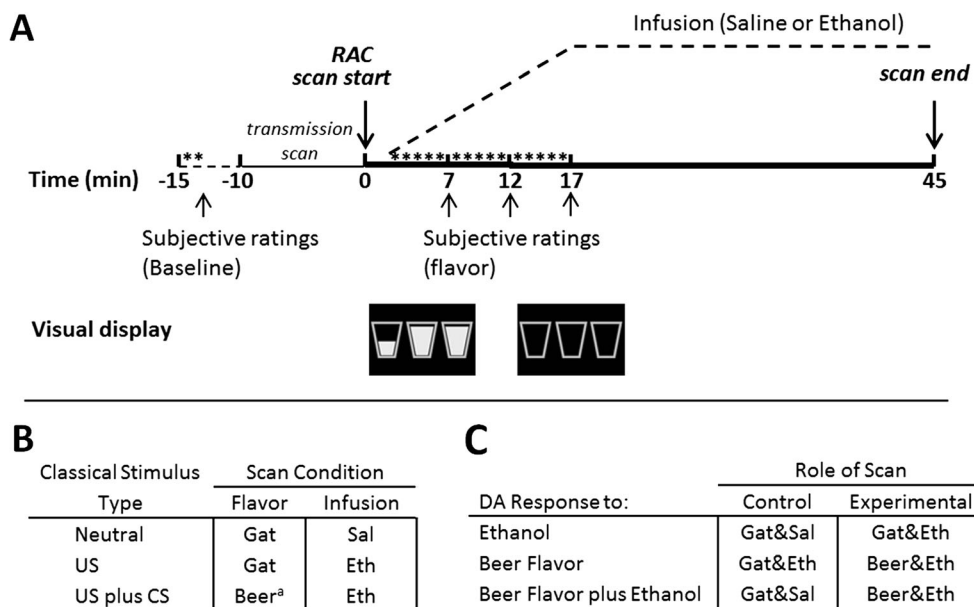 A
Infusion (Saline or Ethanol)
RAC
scan start
scan end
transmission
scan
** ***** ***** *****
Time (min) -15 -10 0 7 12 17 45
Subjective ratings
(Baseline)
Subjective ratings
(flavor)
Visual display
B
Classical Stimulus Scan Condition
Type Flavor Infusion
Neutral Gat Sal
US Gat Eth
US plus CS Beerᵃ Eth
C
Role of Scan
DA Response to: Control Experimental
Ethanol Gat&Sal Gat&Eth
Beer Flavor Gat&Eth Beer&Eth
Beer Flavor plus Ethanol Gat&Sal Beer&Eth